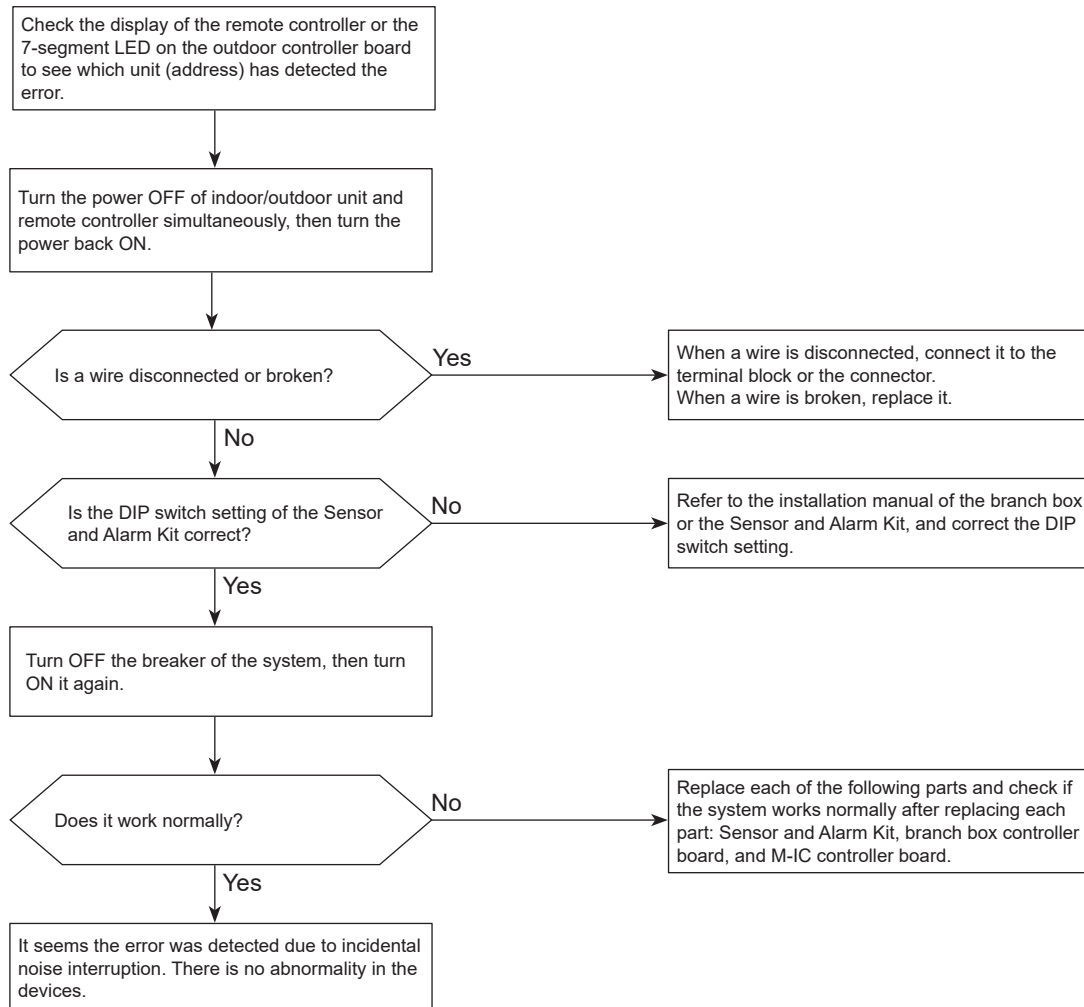 Check the display of the remote controller or the
7-segment LED on the outdoor controller board
to see which unit (address) has detected the
error.
Turn the power OFF of indoor/outdoor unit and
remote controller simultaneously, then turn the
power back ON.
Is a wire disconnected or broken?
Yes
When a wire is disconnected, connect it to the
terminal block or the connector.
When a wire is broken, replace it.
No
Is the DIP switch setting of the Sensor
and Alarm Kit correct?
No
Refer to the installation manual of the branch box
or the Sensor and Alarm Kit, and correct the DIP
switch setting.
Yes
Turn OFF the breaker of the system, then turn
ON it again.
Does it work normally?
No
Replace each of the following parts and check if
the system works normally after replacing each
part: Sensor and Alarm Kit, branch box controller
board, and M-IC controller board.
Yes
It seems the error was detected due to incidental
noise interruption. There is no abnormality in the
devices.